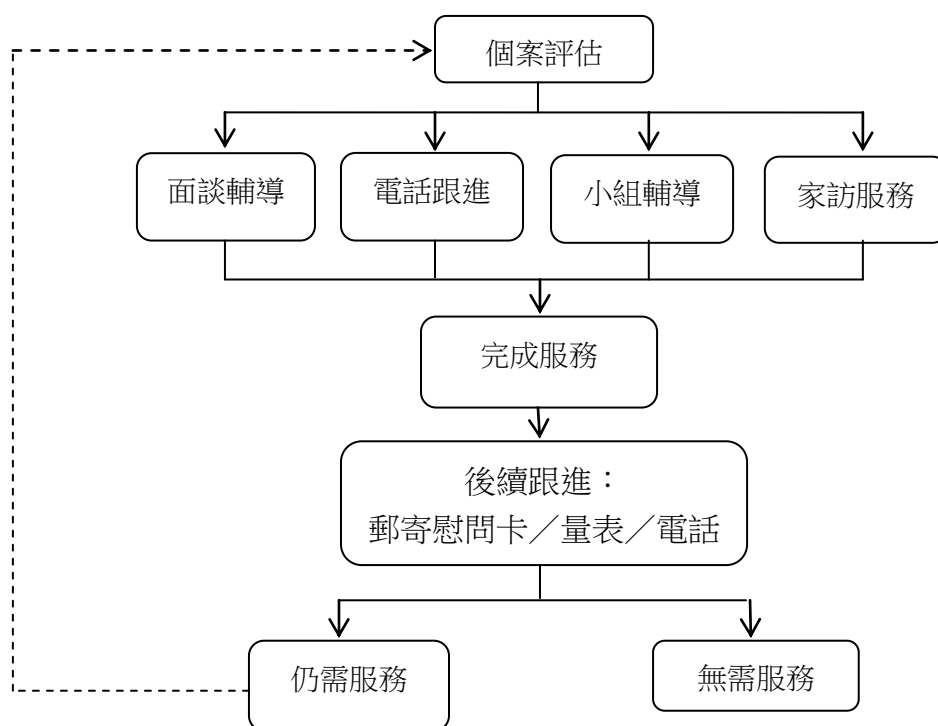 個案評估
面談輔導
電話跟進
小組輔導
家訪服務
完成服務
後續跟進：
郵寄慰問卡／量表／電話
仍需服務
無需服務